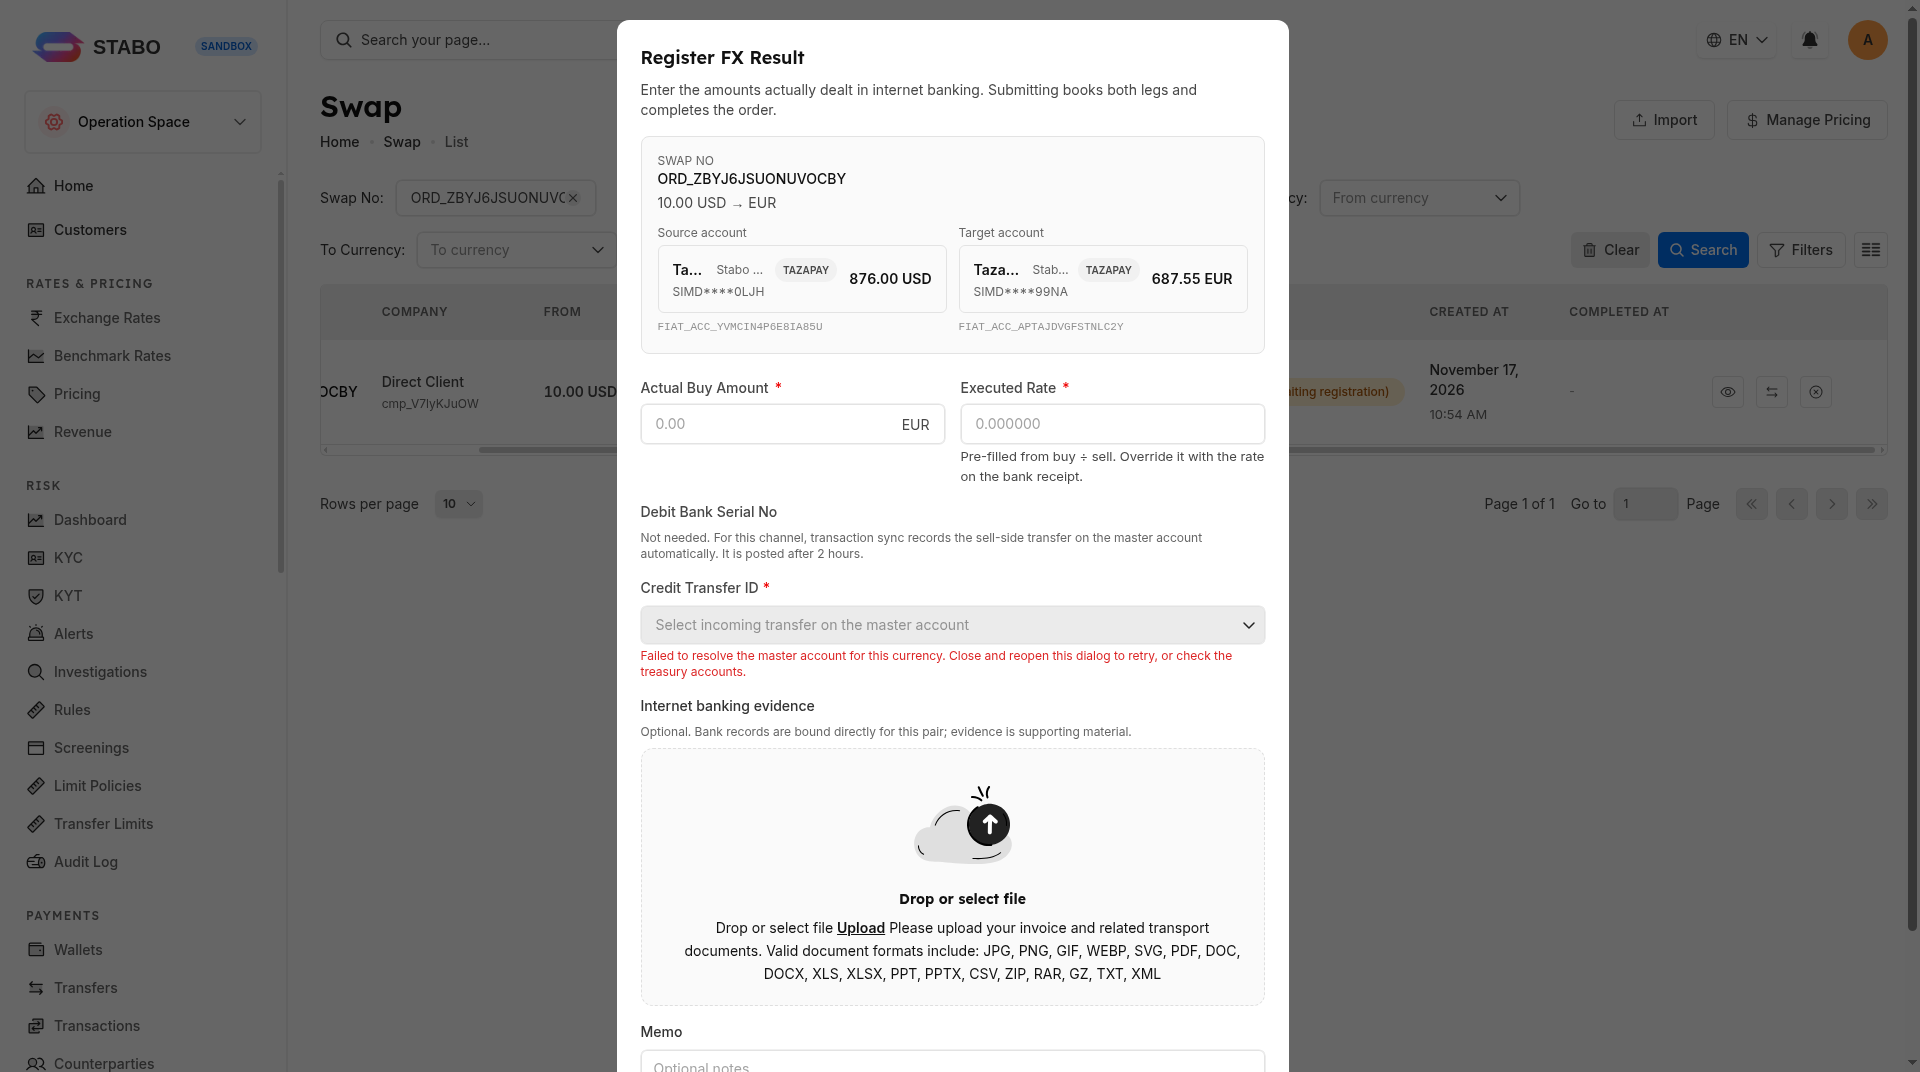 STABO
SANDBOX
Search your page...
EN
A
Operation Space
Swap
Home • Swap • List
Import
Manage Pricing
Swap No:
ORD_ZBYJ6JSUONUVC
cy:
From currency
To Currency:
To currency
Clear
Search
Filters
COMPANY
FROM
CREATED AT
COMPLETED AT
OCBY
Direct Client
cmp_V7lyKJuOW
10.00 USD
iting registration)
November 17,
2026
10:54 AM
-
Rows per page
10
Page 1 of 1
Go to
1
Page
Home
Customers
RATES & PRICING
Exchange Rates
Benchmark Rates
Pricing
Revenue
RISK
Dashboard
KYC
KYT
Alerts
Investigations
Rules
Screenings
Limit Policies
Transfer Limits
Audit Log
PAYMENTS
Wallets
Transfers
Transactions
Counterparties
Register FX Result
Enter the amounts actually dealt in internet banking. Submitting books both legs and
completes the order.
SWAP NO
ORD_ZBYJ6JSUONUVOCBY
10.00 USD → EUR
Source account
Ta... Stabo ... TAZAPAY 876.00 USD
SIMD****0LJH
FIAT_ACC_YVMCIN4P6E8IA85U
Target account
Taza... Stab... TAZAPAY 687.55 EUR
SIMD****99NA
FIAT_ACC_APTAJDVGFSTNLC2Y
Actual Buy Amount *
0.00 EUR
Executed Rate *
0.000000
Pre-filled from buy ÷ sell. Override it with the rate
on the bank receipt.
Debit Bank Serial No
Not needed. For this channel, transaction sync records the sell-side transfer on the master account
automatically. It is posted after 2 hours.
Credit Transfer ID *
Select incoming transfer on the master account
Failed to resolve the master account for this currency. Close and reopen this dialog to retry, or check the
treasury accounts.
Internet banking evidence
Optional. Bank records are bound directly for this pair; evidence is supporting material.
Drop or select file
Drop or select file Upload Please upload your invoice and related transport
documents. Valid document formats include: JPG, PNG, GIF, WEBP, SVG, PDF, DOC,
DOCX, XLS, XLSX, PPT, PPTX, CSV, ZIP, RAR, GZ, TXT, XML
Memo
Optional notes